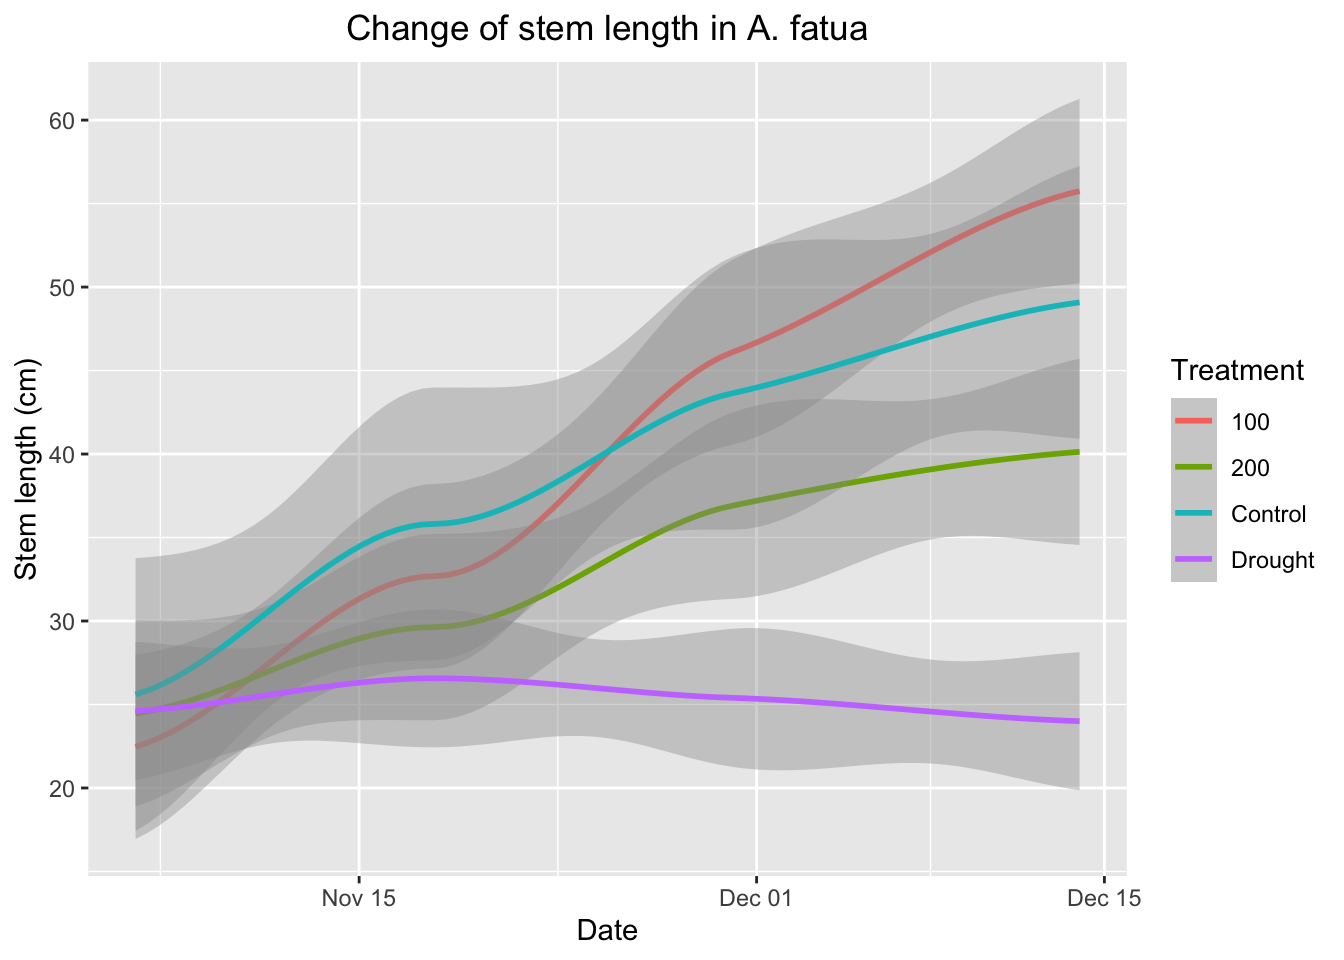 Change of stem length in A. fatua
Stem length (cm)
60
50
40
30
20
Nov 15
Dec 01
Dec 15
Date
Treatment
100
200
Control
Drought